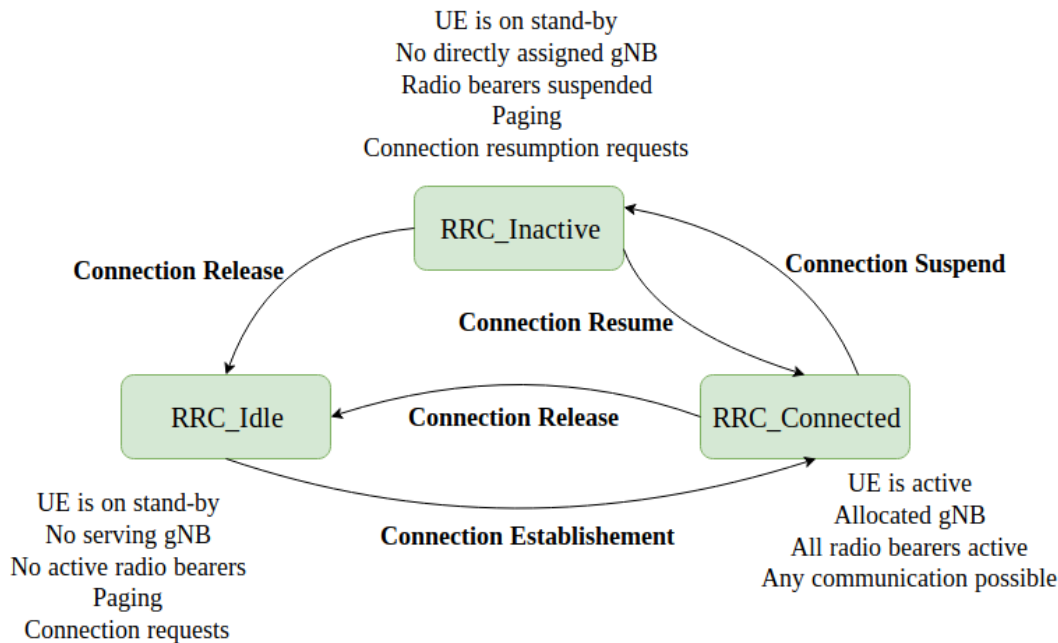 UE is on stand-by
No directly assigned gNB
Radio bearers suspended
Paging
Connection resumption requests
RRC_Inactive
Connection Release
Connection Suspend
Connection Resume
RRC_Idle
Connection Release
RRC_Connected
Connection Establishement
UE is on stand-by
No serving gNB
No active radio bearers
Paging
Connection requests
UE is active
Allocated gNB
All radio bearers active
Any communication possible